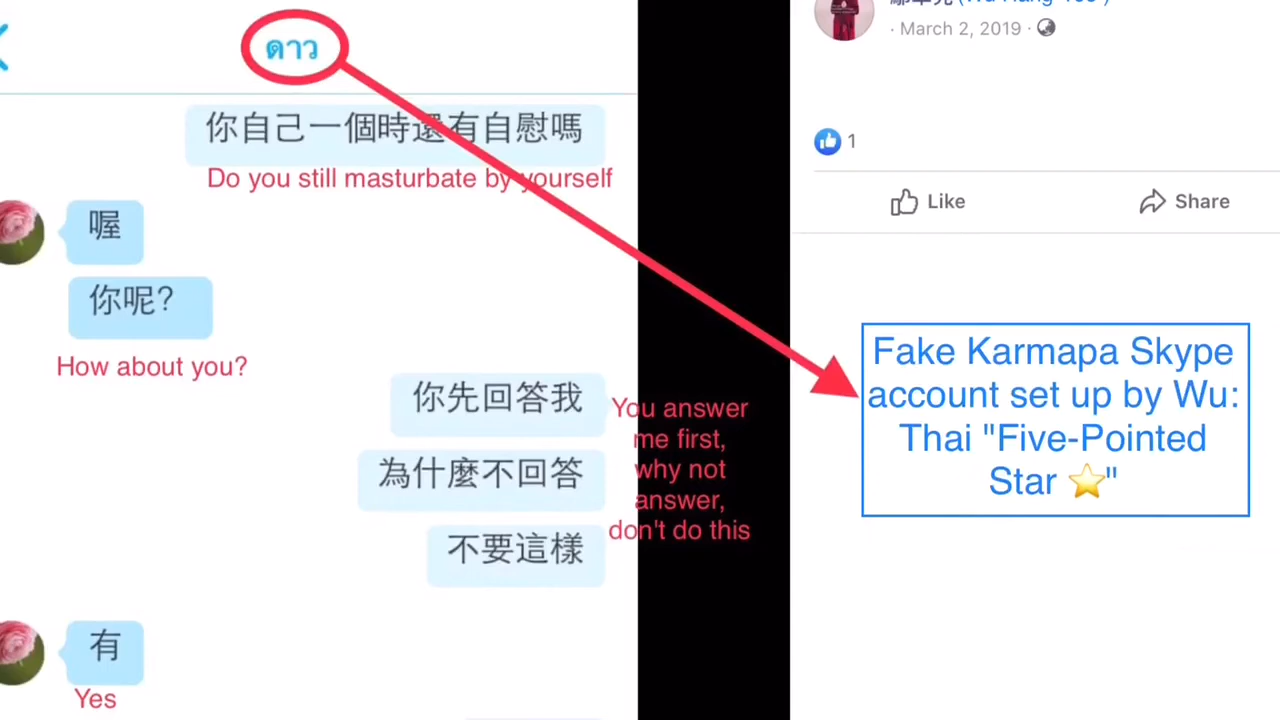 ดาว
你自己一個時還有自慰嗎
Do you still masturbate by yourself
喔
你呢?
How about you?
你先回答我
為什麼不回答
不要這樣
You answer
me first,
why not
answer,
don't do this
有
Yes
· March 2, 2019 ·
1
Like
Share
Fake Karmapa Skype
account set up by Wu:
Thai "Five-Pointed
Star ⭐"